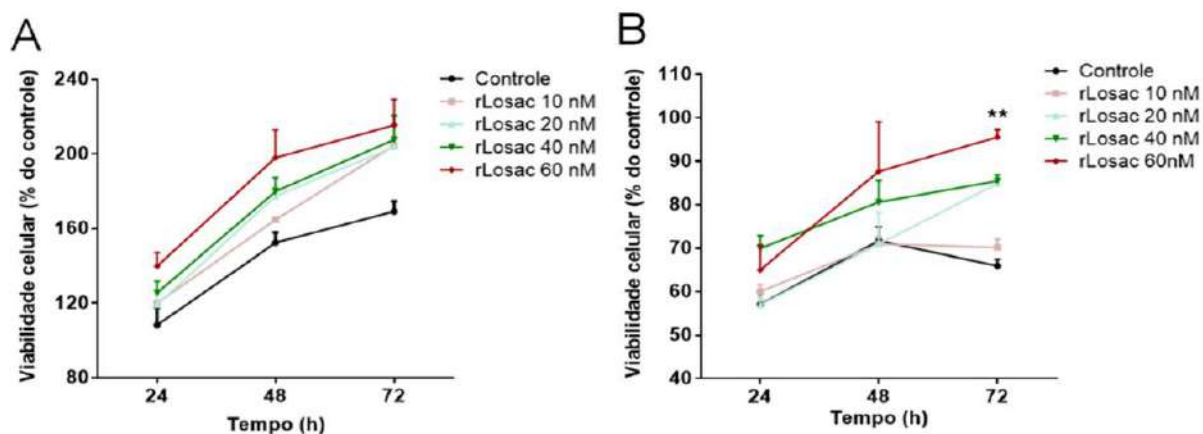 A
Viabilidade celular (% do controle)
240
200
160
120
80
24
48
72
Tempo (h)
Controle
rLosac 10 nM
rLosac 20 nM
rLosac 40 nM
rLosac 60 nM
B
Viabilidade celular (% do controle)
110
100
90
80
70
60
50
40
24
48
72
Tempo (h)
**
Controle
rLosac 10 nM
rLosac 20 nM
rLosac 40 nM
rLosac 60nM